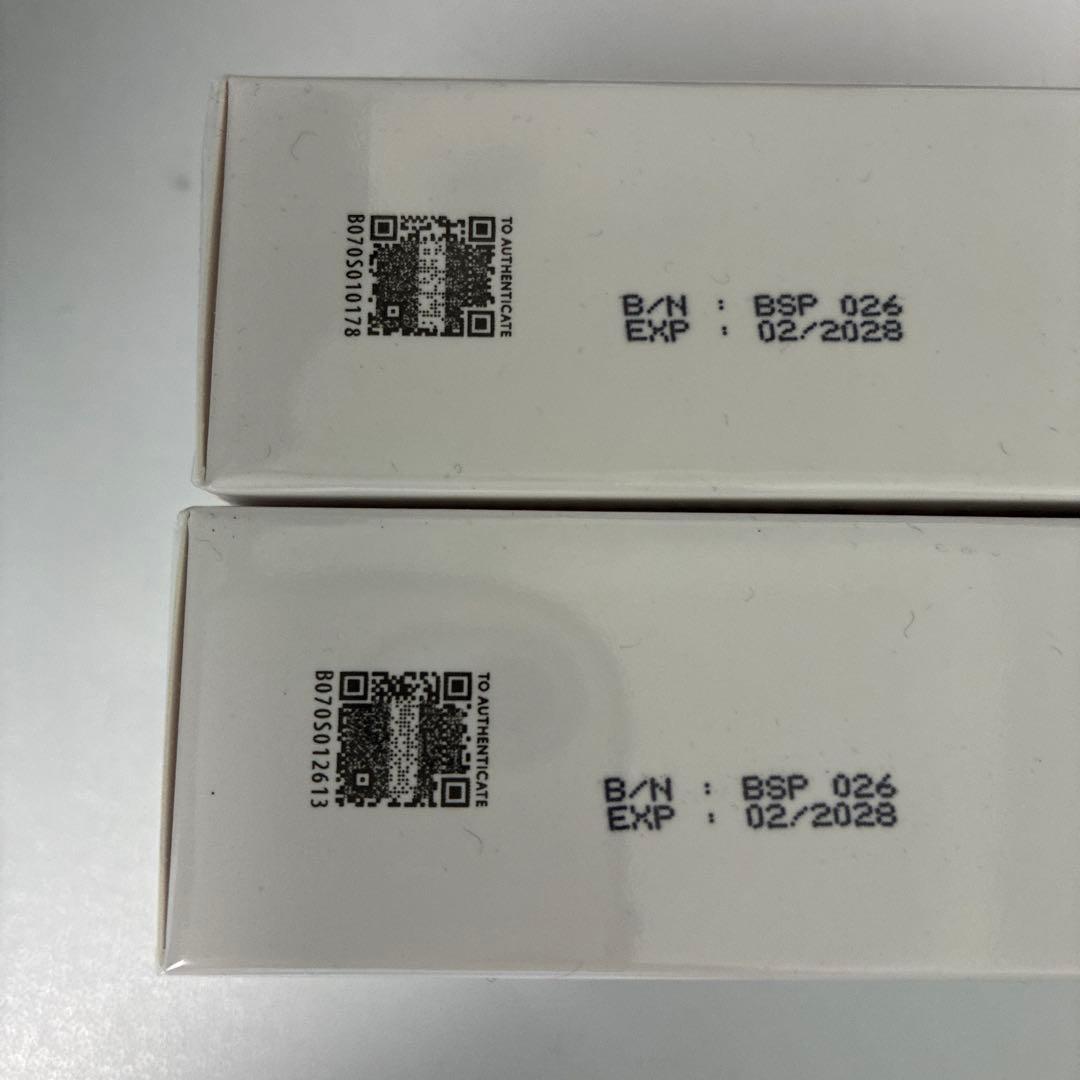 TO AUTHENTICATE
B070S010178
B/N : BSP 026
EXP : 02/2028
TO AUTHENTICATE
B070S012613
B/N : BSP 026
EXP : 02/2028